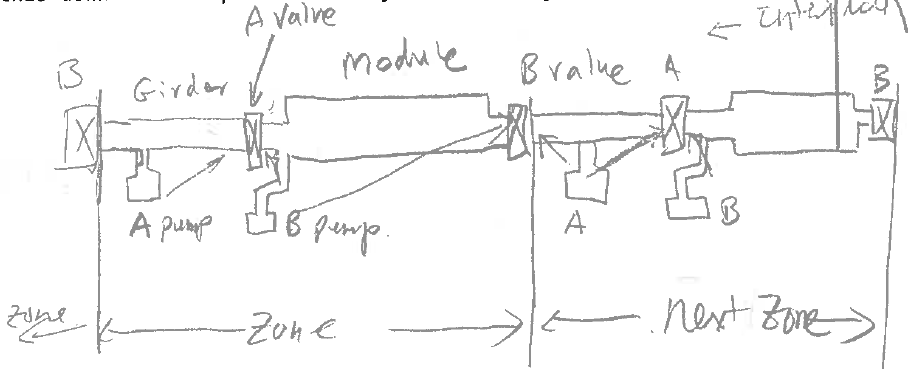 A Valve
Module
B Valve
A
B
B
Girder
A pump
B pump.
A
B
zone
Zone
Next Zone